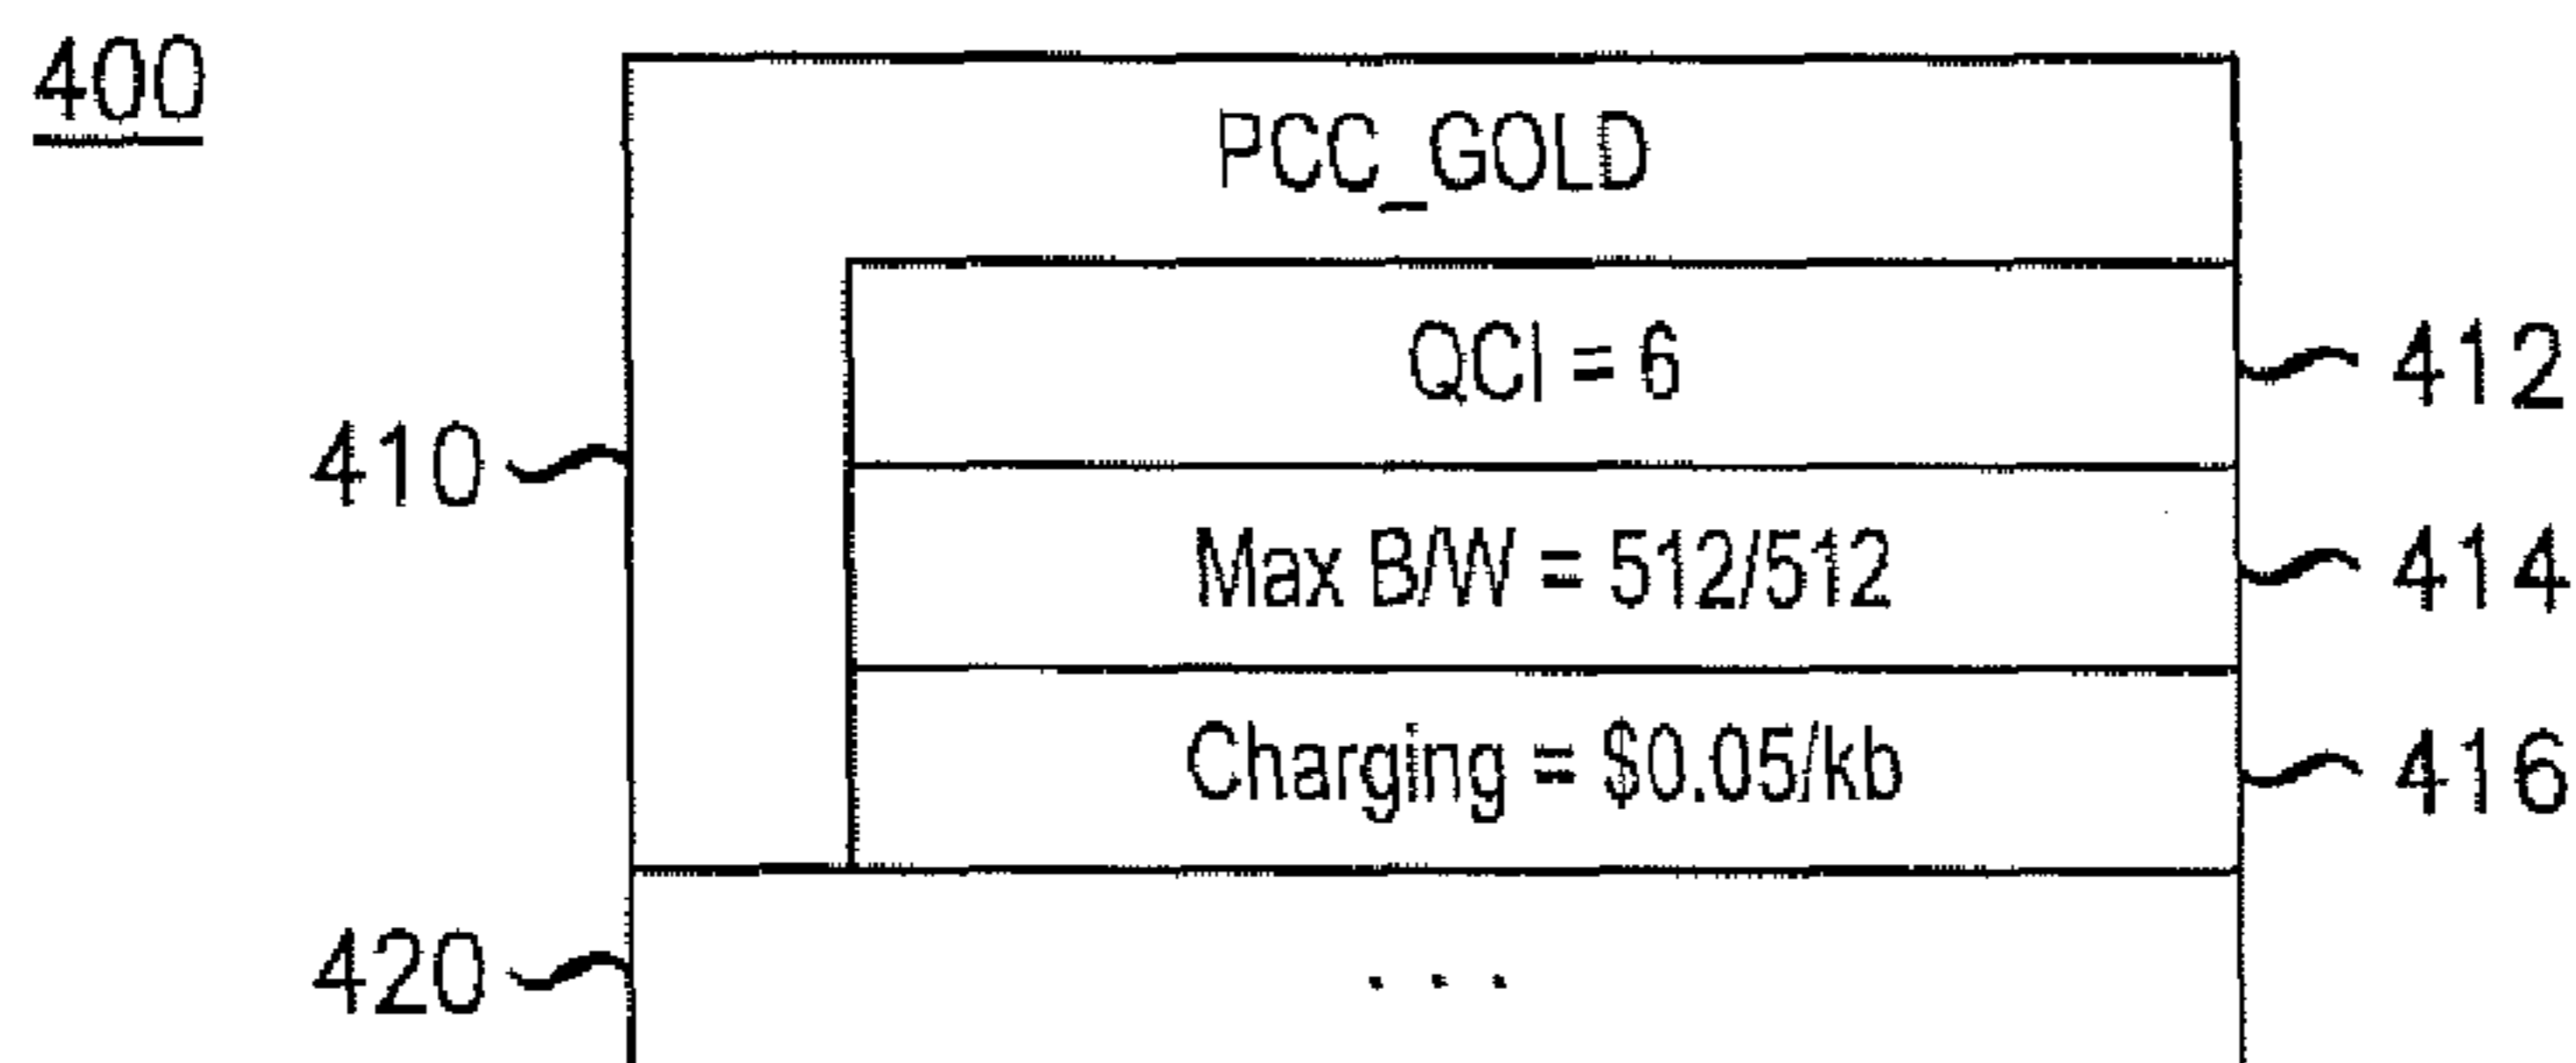 400
PCC_GOLD
QCI = 6
412
410
Max B/W = 512/512
414
Charging = $0.05/kb
416
420
. . .